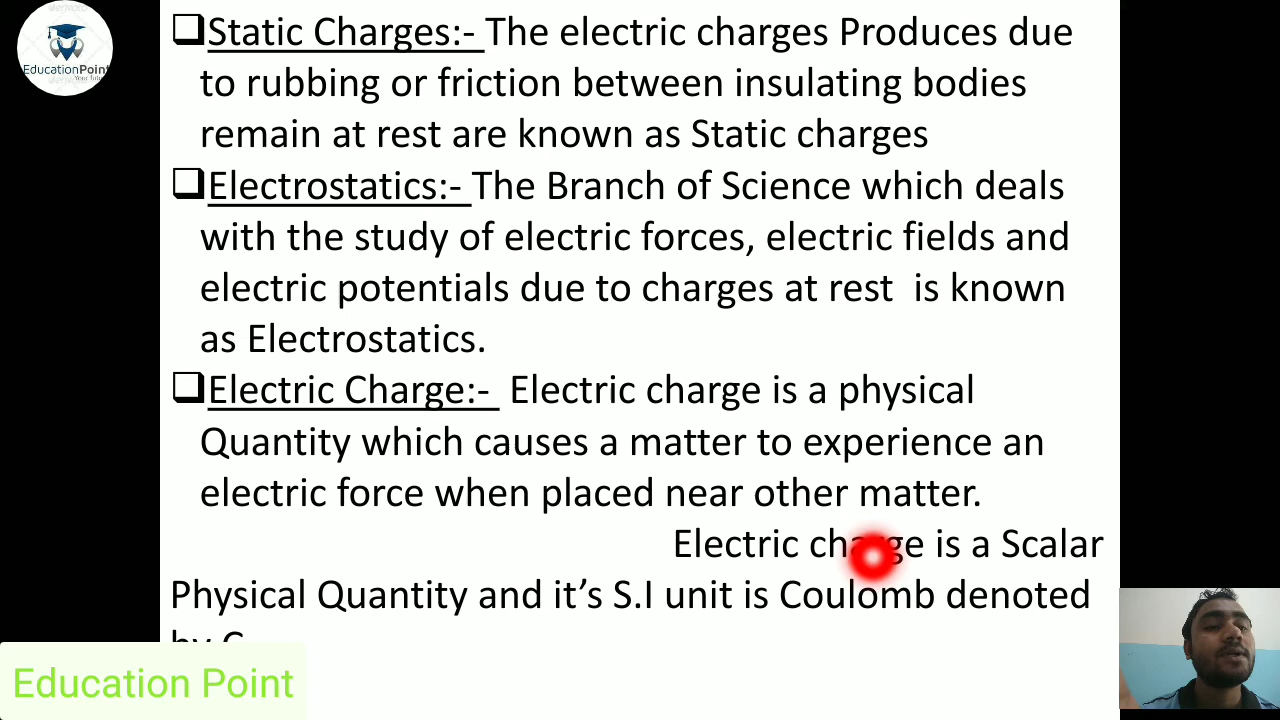 EducationPoint
Static Charges:- The electric charges Produces due
to rubbing or friction between insulating bodies
remain at rest are known as Static charges
Electrostatics:- The Branch of Science which deals
with the study of electric forces, electric fields and
electric potentials due to charges at rest is known
as Electrostatics.
Electric Charge:- Electric charge is a physical
Quantity which causes a matter to experience an
electric force when placed near other matter.
Electric charge is a Scalar
Physical Quantity and it’s S.I unit is Coulomb denoted
by C
Education Point